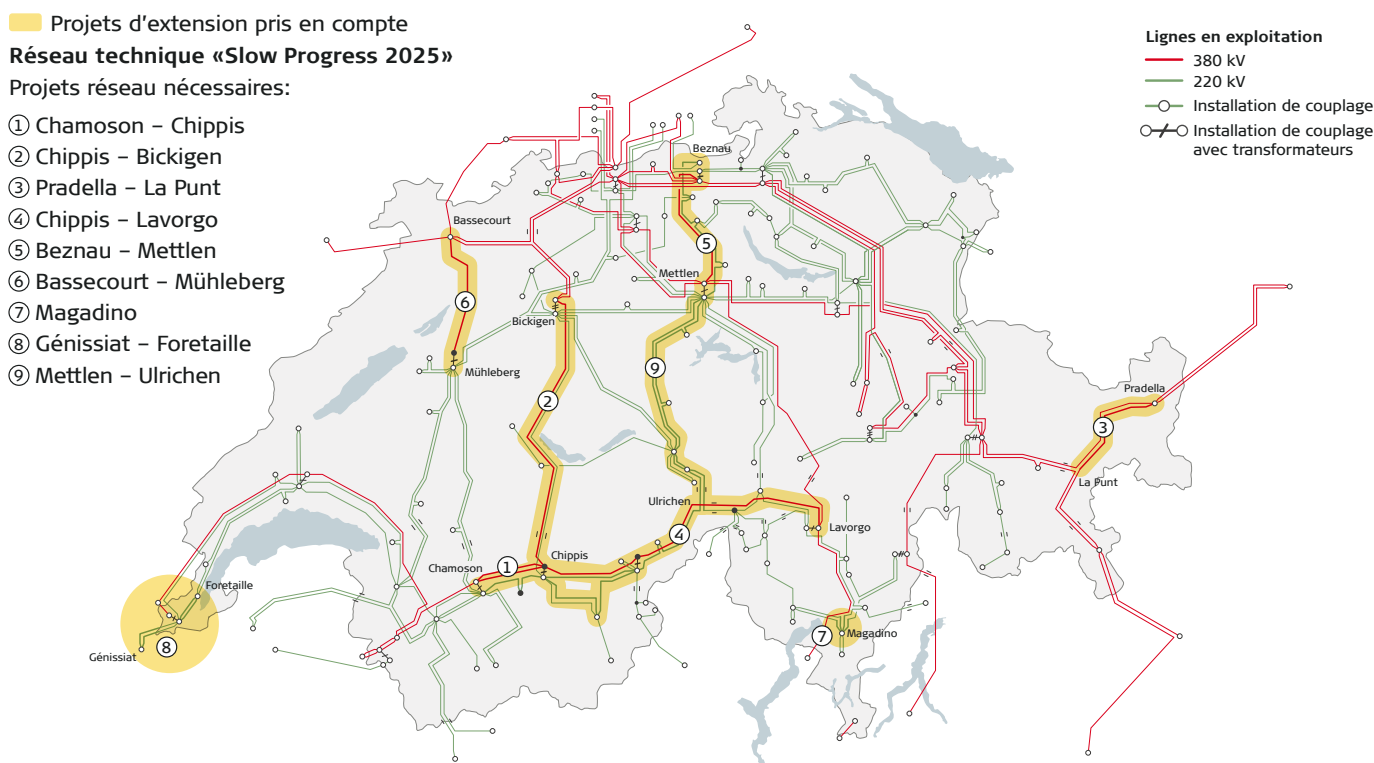 Projets d'extension pris en compte
Réseau technique «Slow Progress 2025»
Projets réseau nécessaires:
① Chamoson – Chippis
② Chippis – Bickigen
③ Pradella – La Punt
④ Chippis – Lavorgo
⑤ Beznau – Mettlen
⑥ Bassecourt – Mühleberg
⑦ Magadino
⑧ Génissiat – Foretaille
⑨ Mettlen – Ulrichen
Lignes en exploitation
380 kV
220 kV
Installation de couplage
Installation de couplage
avec transformateurs
Beznau
Bassecourt
⑤
Mettlen
⑥
Bickigen
Mühleberg
⑨
Pradella
②
③
La Punt
Ulrichen
Lavorgo
④
Chippis
①
Chamoson
Foretaille
⑦
Magadino
⑧
Génissiat